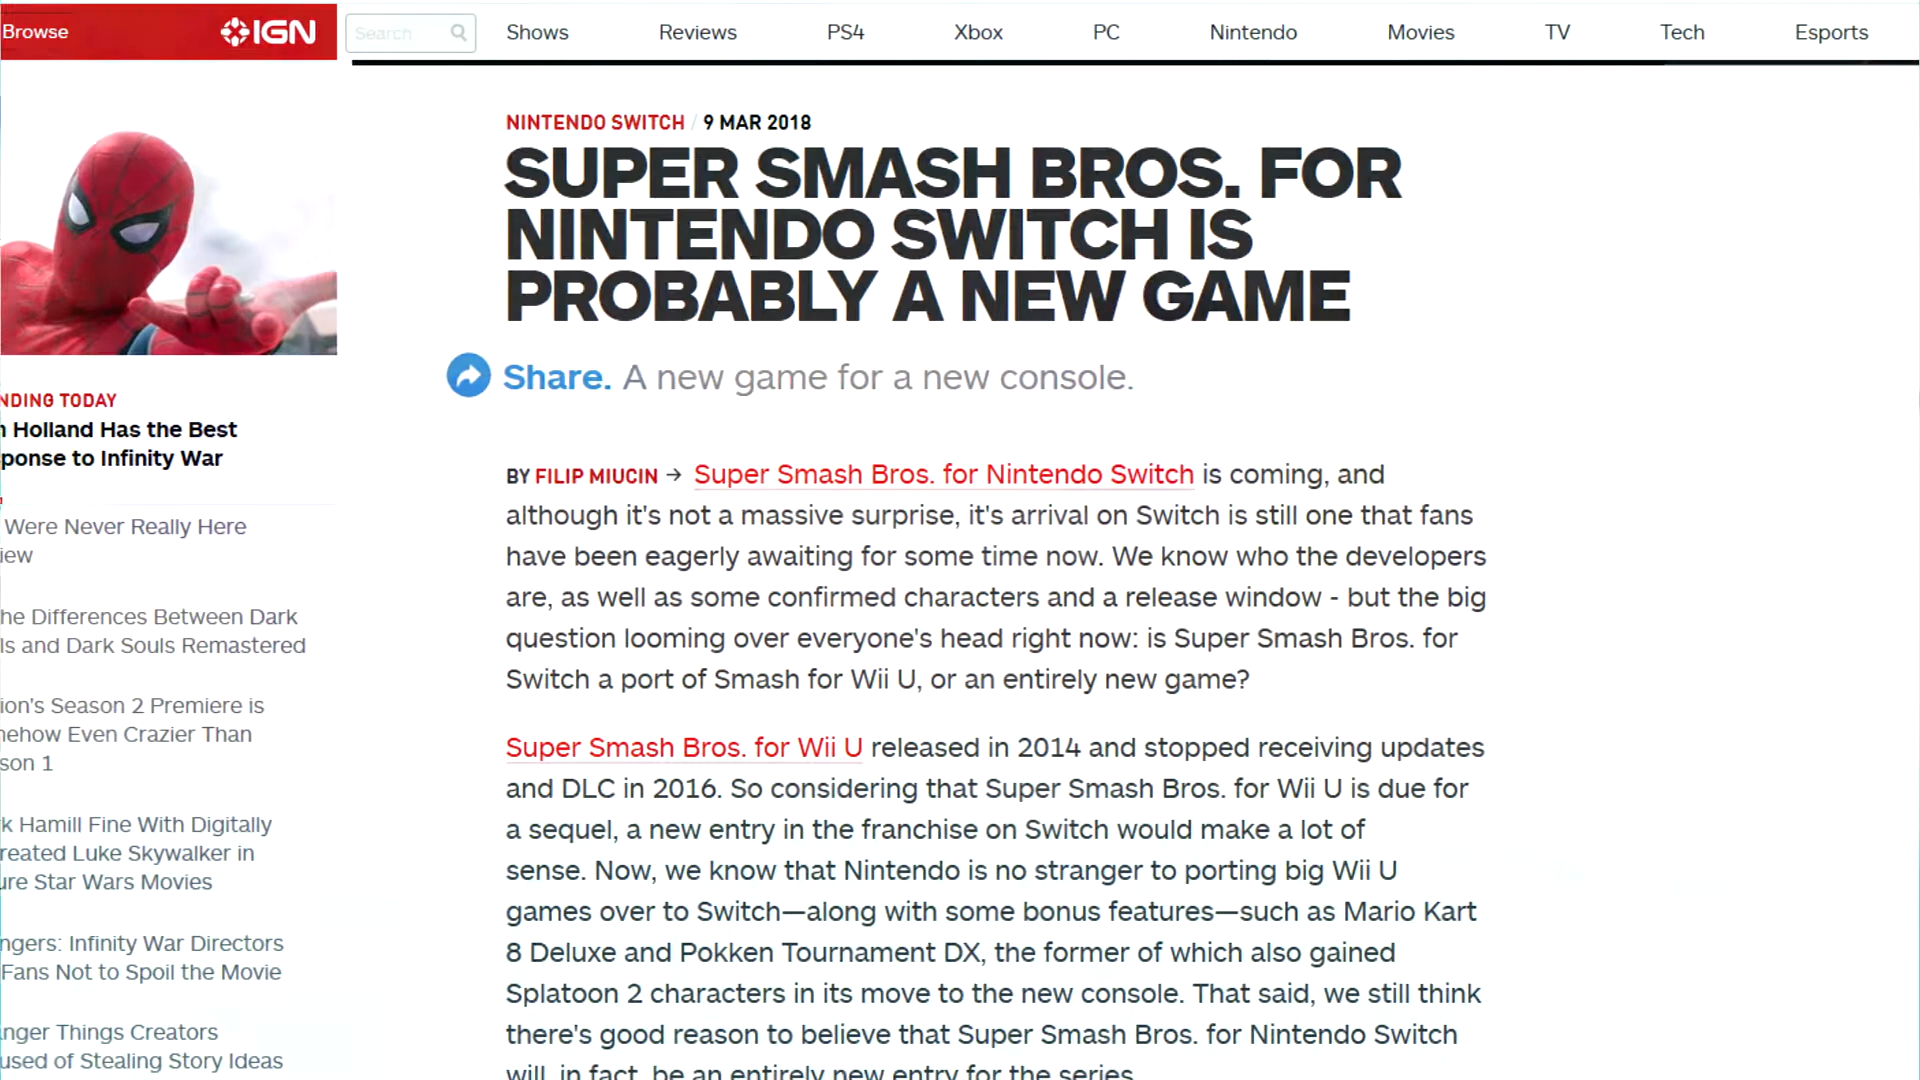 Browse
IGN
Search
Shows
Reviews
PS4
Xbox
PC
Nintendo
Movies
TV
Tech
Esports
NDING TODAY
Holland Has the Best
ponse to Infinity War
Were Never Really Here
iew
he Differences Between Dark
ls and Dark Souls Remastered
ion's Season 2 Premiere is
ehow Even Crazier Than
son 1
k Hamill Fine With Digitally
reated Luke Skywalker in
ure Star Wars Movies
ngers: Infinity War Directors
Fans Not to Spoil the Movie
nger Things Creators
used of Stealing Story Ideas
NINTENDO SWITCH / 9 MAR 2018
SUPER SMASH BROS. FOR
NINTENDO SWITCH IS
PROBABLY A NEW GAME
Share. A new game for a new console.
BY FILIP MIUCIN → Super Smash Bros. for Nintendo Switch is coming, and
although it's not a massive surprise, it's arrival on Switch is still one that fans
have been eagerly awaiting for some time now. We know who the developers
are, as well as some confirmed characters and a release window - but the big
question looming over everyone's head right now: is Super Smash Bros. for
Switch a port of Smash for Wii U, or an entirely new game?
Super Smash Bros. for Wii U released in 2014 and stopped receiving updates
and DLC in 2016. So considering that Super Smash Bros. for Wii U is due for
a sequel, a new entry in the franchise on Switch would make a lot of
sense. Now, we know that Nintendo is no stranger to porting big Wii U
games over to Switch—along with some bonus features—such as Mario Kart
8 Deluxe and Pokken Tournament DX, the former of which also gained
Splatoon 2 characters in its move to the new console. That said, we still think
there's good reason to believe that Super Smash Bros. for Nintendo Switch
will, in fact, be an entirely new entry for the series.